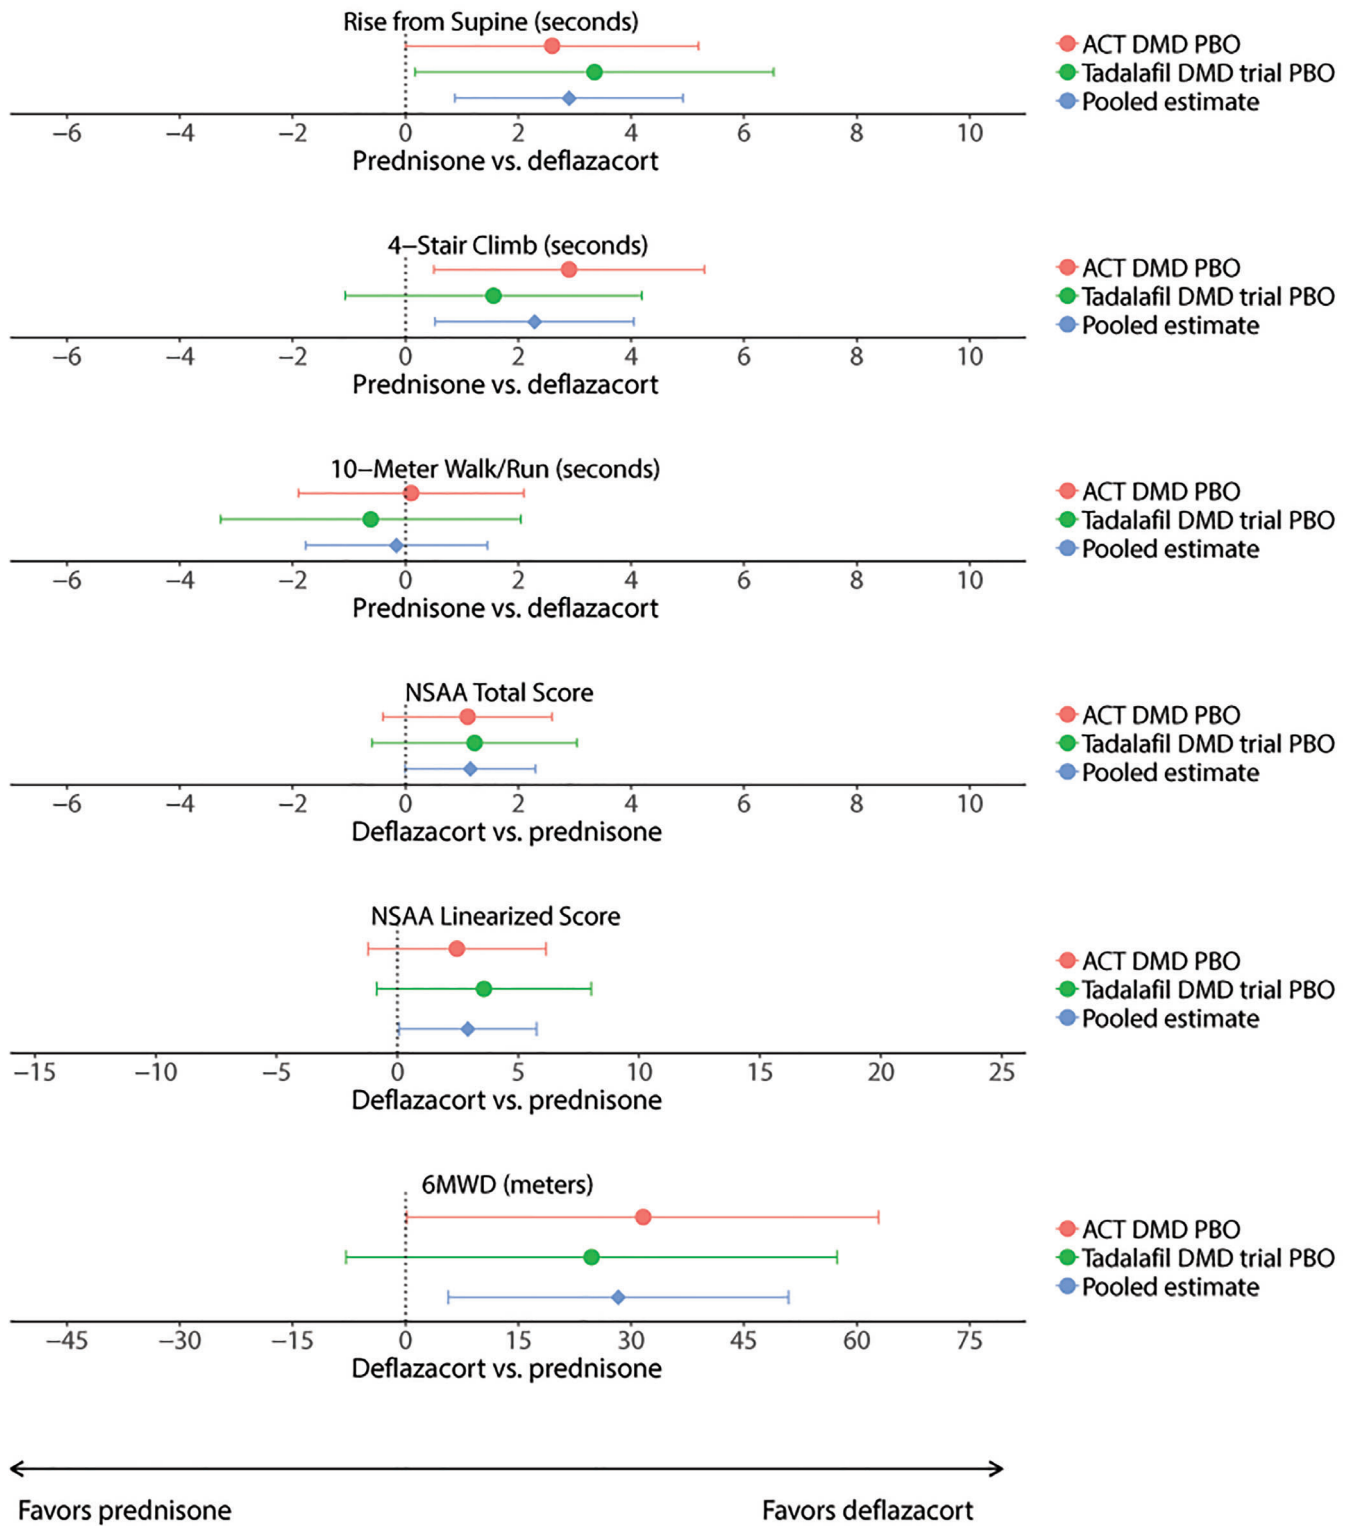 Rise from Supine (seconds)
ACT DMD PBO
Tadalafil DMD trial PBO
Pooled estimate
−6 −4 −2 0 2 4 6 8 10
Prednisone vs. deflazacort
4−Stair Climb (seconds)
ACT DMD PBO
Tadalafil DMD trial PBO
Pooled estimate
−6 −4 −2 0 2 4 6 8 10
Prednisone vs. deflazacort
10−Meter Walk/Run (seconds)
ACT DMD PBO
Tadalafil DMD trial PBO
Pooled estimate
−6 −4 −2 0 2 4 6 8 10
Prednisone vs. deflazacort
NSAA Total Score
ACT DMD PBO
Tadalafil DMD trial PBO
Pooled estimate
−6 −4 −2 0 2 4 6 8 10
Deflazacort vs. prednisone
NSAA Linearized Score
ACT DMD PBO
Tadalafil DMD trial PBO
Pooled estimate
−15 −10 −5 0 5 10 15 20 25
Deflazacort vs. prednisone
6MWD (meters)
ACT DMD PBO
Tadalafil DMD trial PBO
Pooled estimate
−45 −30 −15 0 15 30 45 60 75
Deflazacort vs. prednisone
Favors prednisone Favors deflazacort